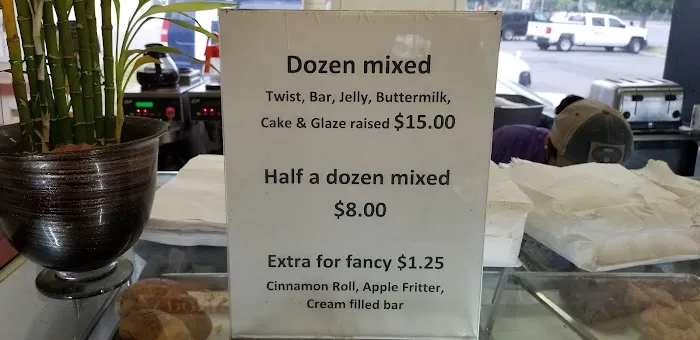 Dozen mixed
Twist, Bar, Jelly, Buttermilk,
Cake & Glaze raised $15.00
Half a dozen mixed
$8.00
Extra for fancy $1.25
Cinnamon Roll, Apple Fritter,
Cream filled bar